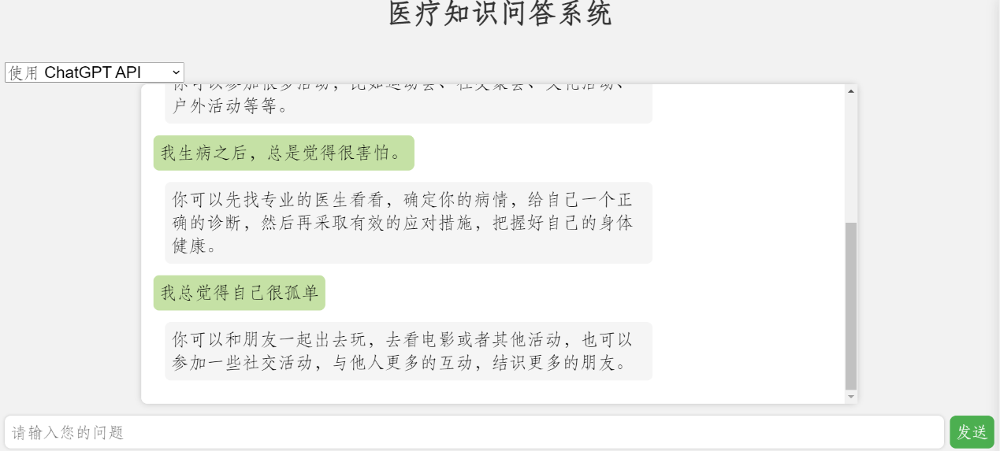 医疗知识问答系统
使用 ChatGPT API
你可以参加很多活动，比如运动会、社交聚会、文化活动、
户外活动等等。
我生病之后，总是觉得很害怕。
你可以先找专业的医生看看，确定你的病情，给自己一个正
确的诊断，然后再采取有效的应对措施，把握好自己的身体
健康。
我总觉得自己很孤单
你可以和朋友一起出去玩，去看电影或者其他活动，也可以
参加一些社交活动，与他人更多的互动，结识更多的朋友。
请输入您的问题
发送